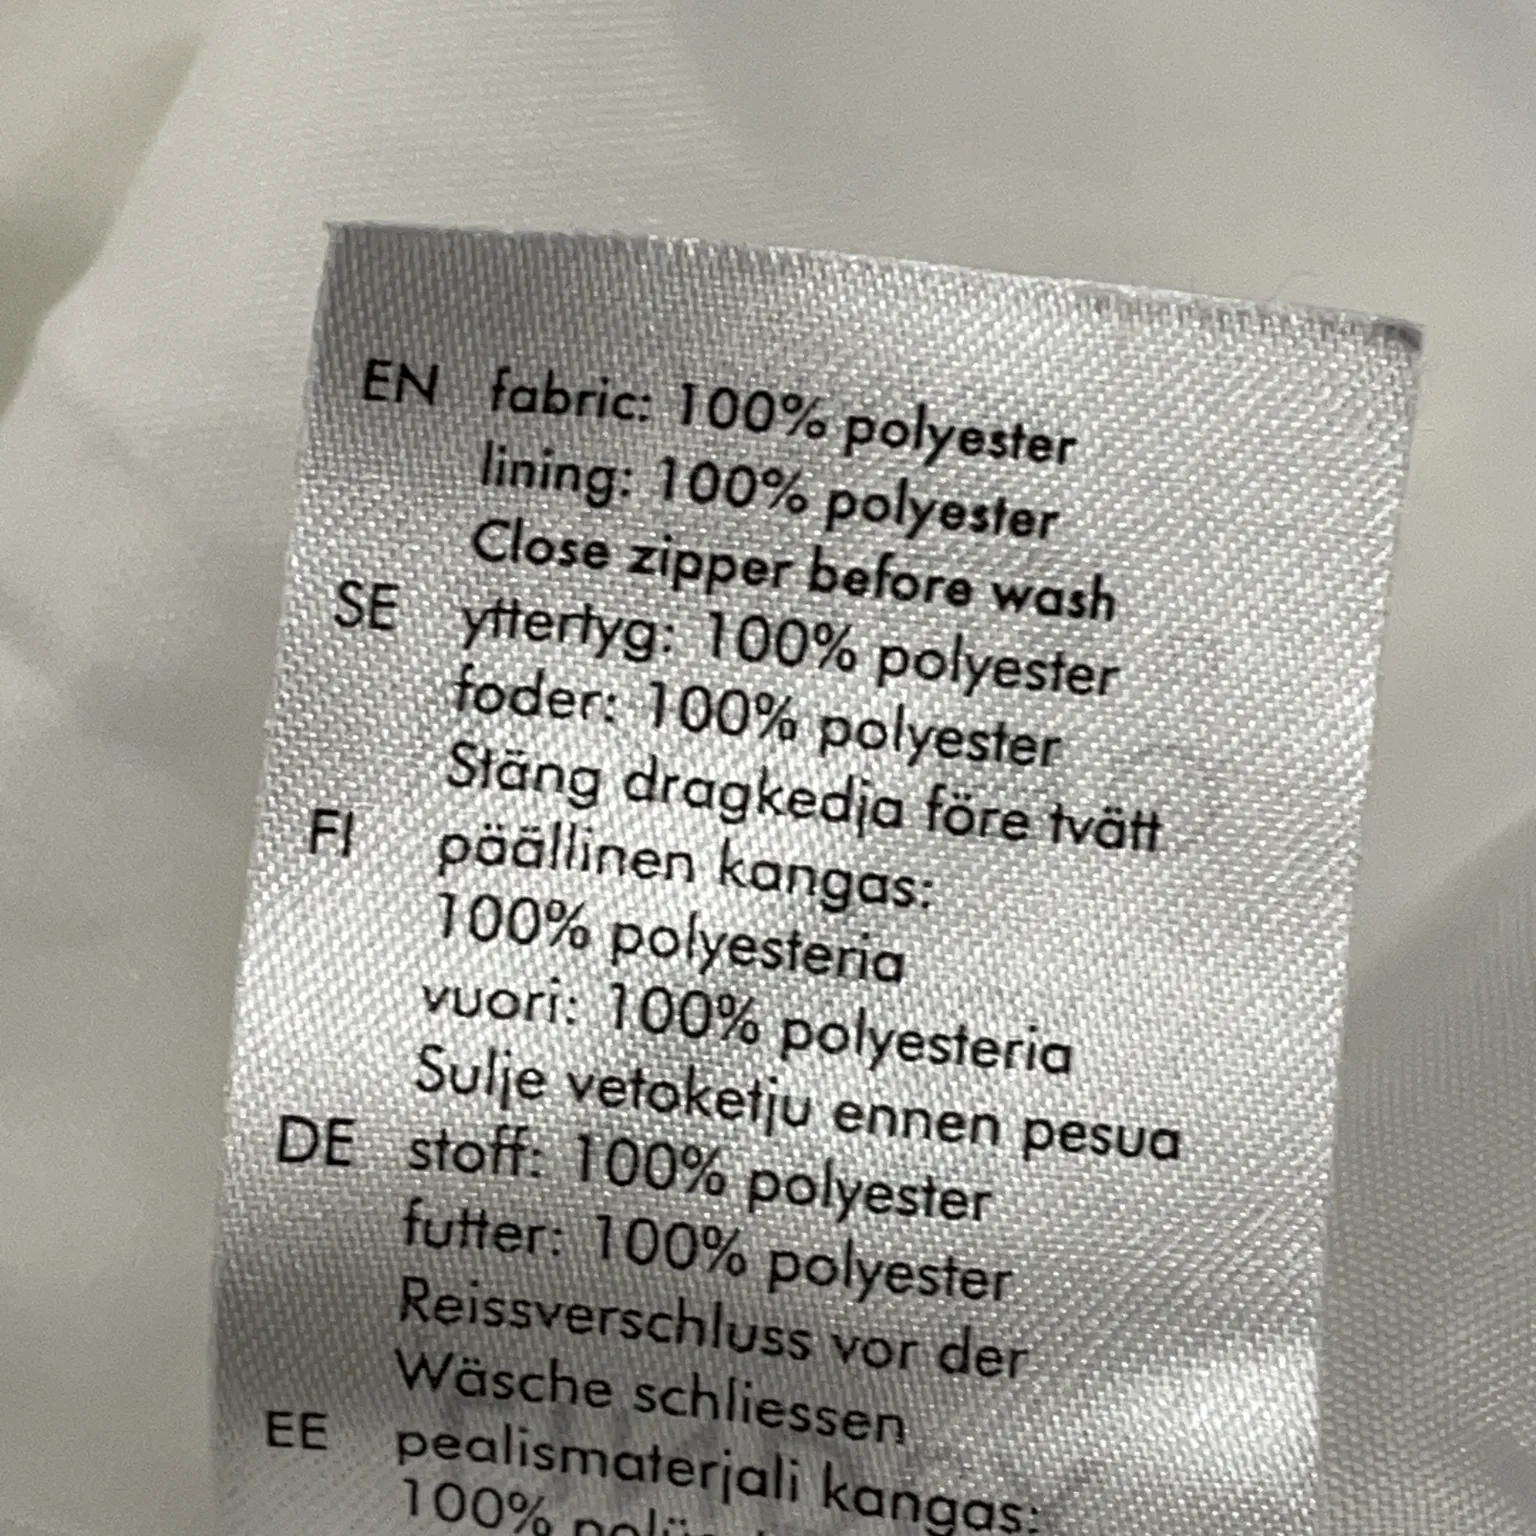 EN fabric: 100% polyester
lining: 100% polyester
Close zipper before wash
SE yttertyg: 100% polyester
foder: 100% polyester
Stäng dragkedja före tvätt
FI päällinen kangas:
100% polyesteria
vuori: 100% polyesteria
Sulje vetoketju ennen pesua
DE stoff: 100% polyester
futter: 100% polyester
Reissverschluss vor der
Wäsche schliessen
EE pealismaterjali kangas:
100%